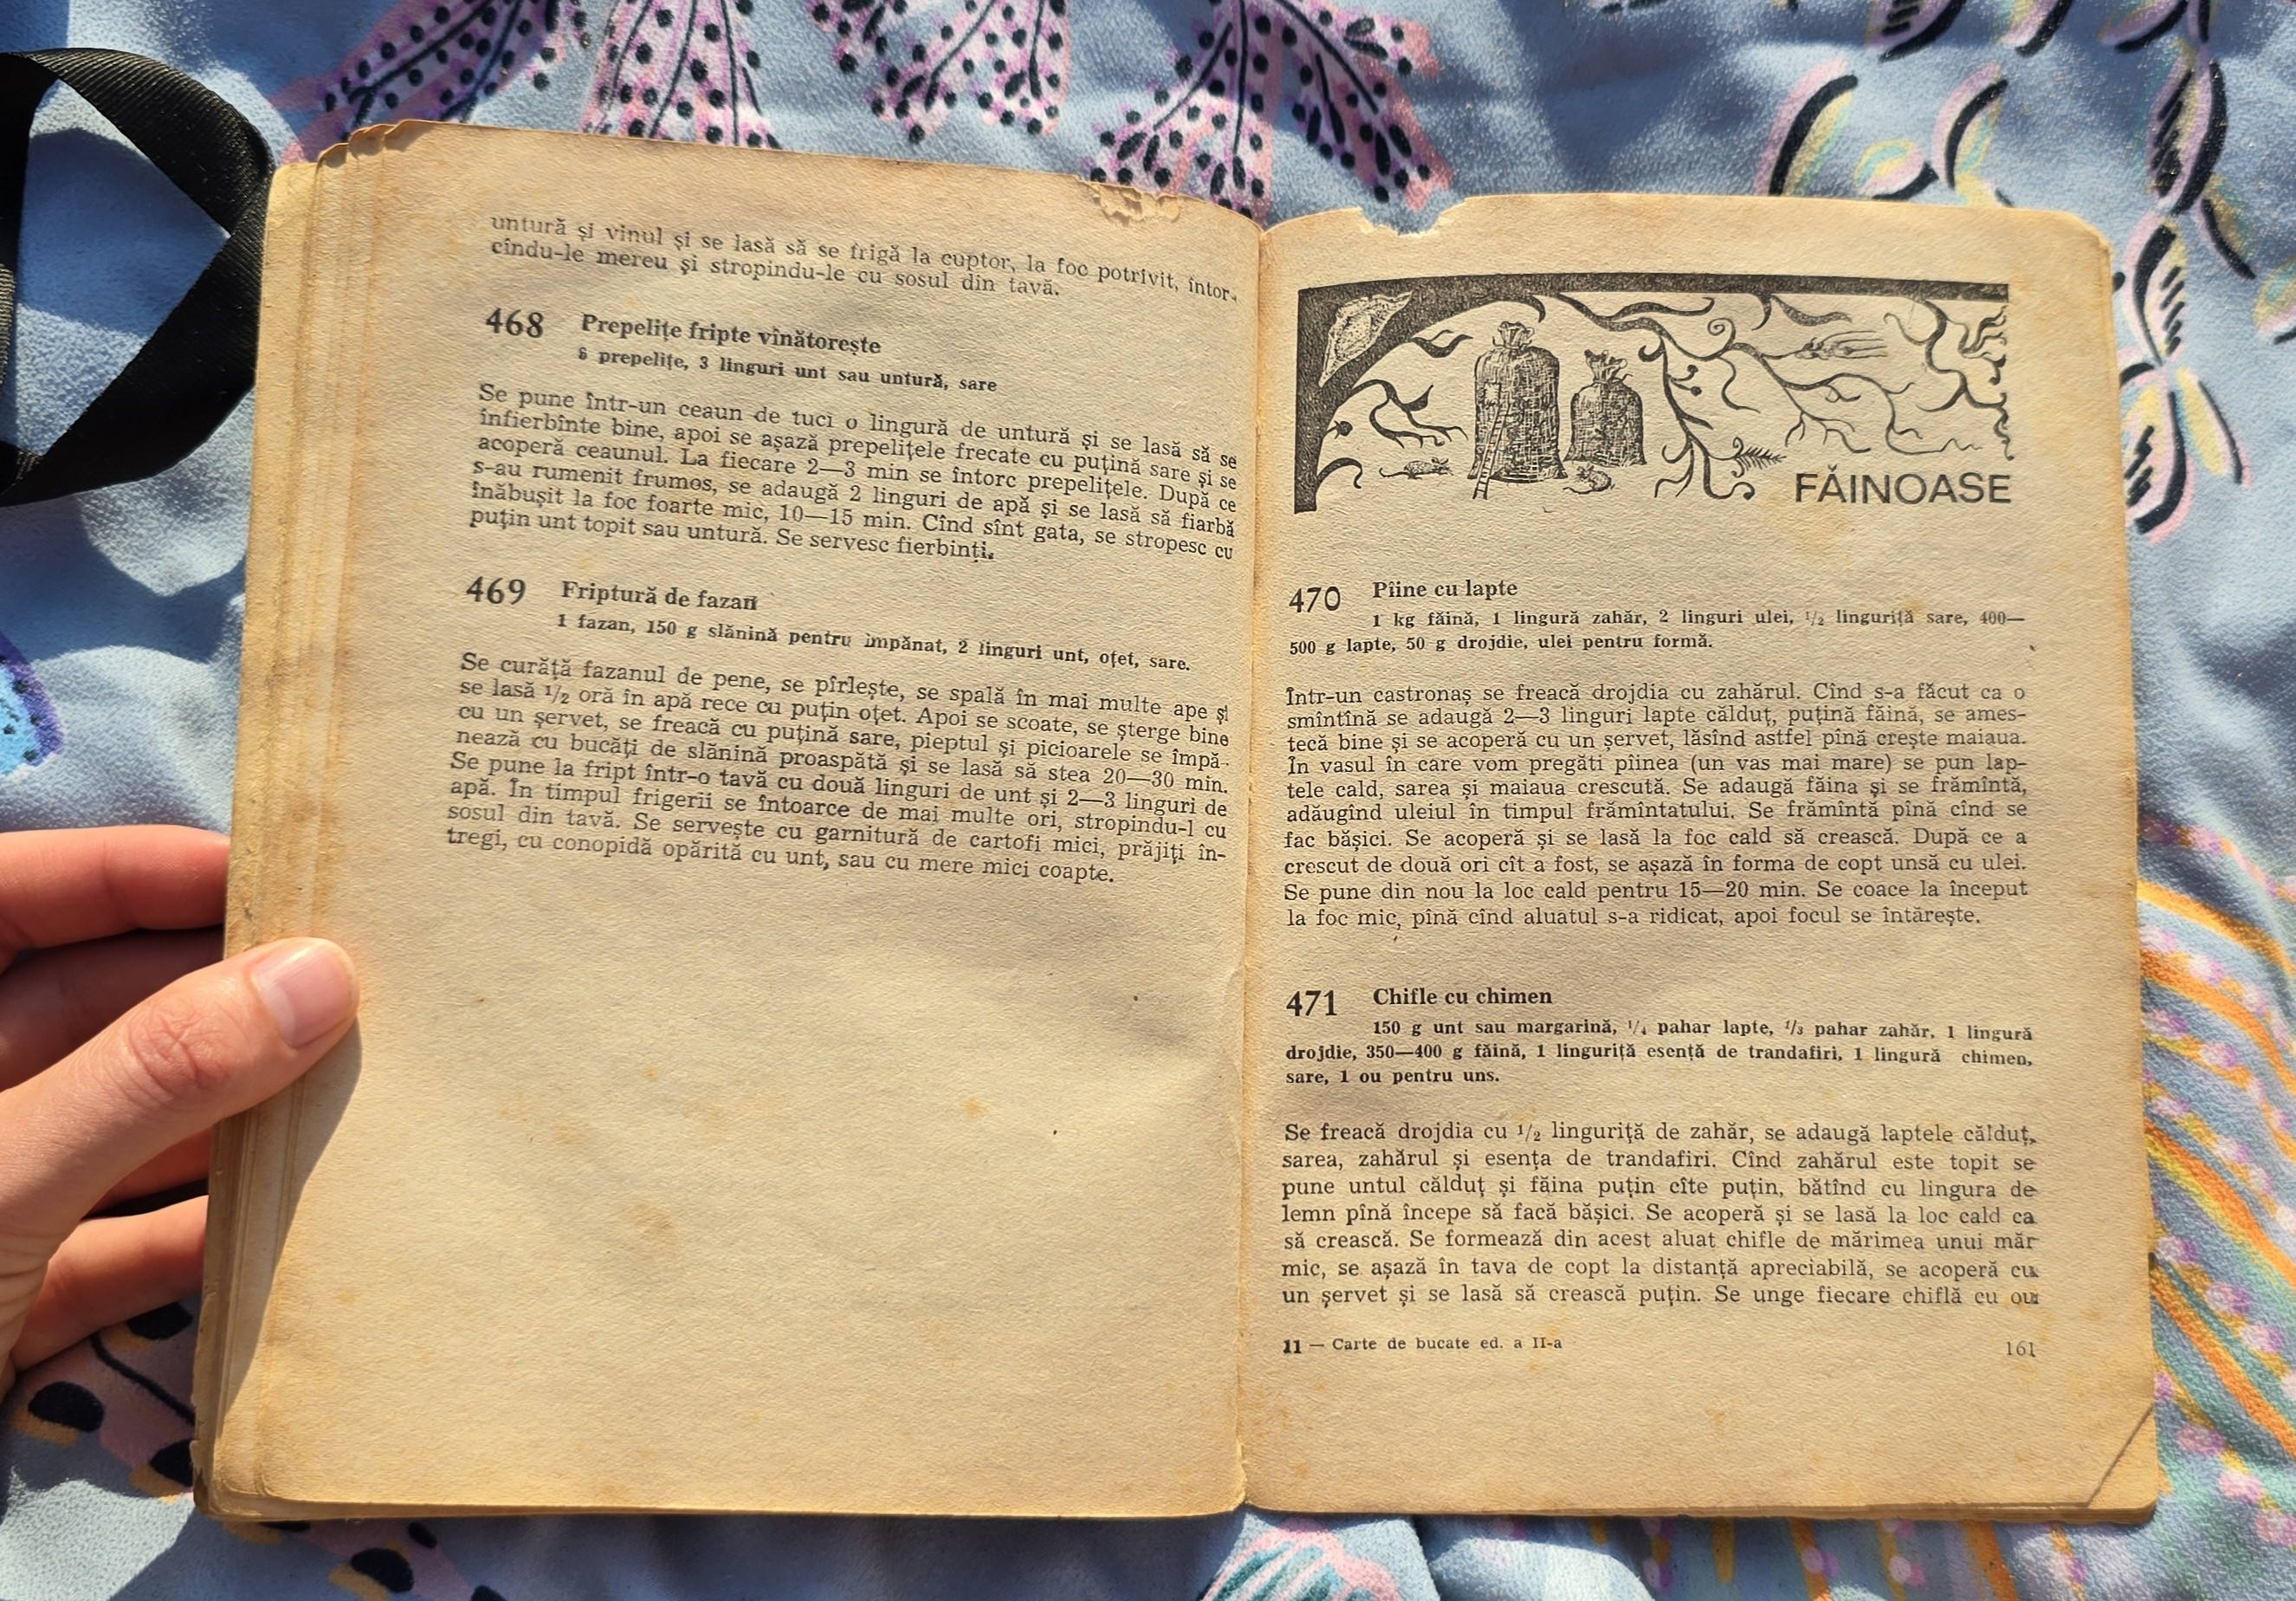 untură și vinul și se lasă să se frigă la cuptor, la foc potrivit, întor-
cîndu-le mereu și stropindu-le cu sosul din tavă.
468 Prepelițe fripte vînătorește
6 prepelițe, 3 linguri unt sau untură, sare
Se pune într-un ceaun de tuci o lingură de untură și se lasă să se
înfierbînte bine, apoi se așază prepelițele frecate cu puțină sare și se
acoperă ceaunul. La fiecare 2—3 min se întorc prepelițele. După ce
s-au rumenit frumos, se adaugă 2 linguri de apă și se lasă să fiarbă
înăbușit la foc foarte mic, 10—15 min. Cînd sînt gata, se stropesc cu
puțin unt topit sau untură. Se servesc fierbinți.
469 Friptură de fazan
1 fazan, 150 g slănină pentru împănat, 2 linguri unt, oțet, sare.
Se curăță fazanul de pene, se pîrlește, se spală în mai multe ape și
se lasă 1/2 oră în apă rece cu puțin oțet. Apoi se scoate, se șterge bine
cu un șervet, se freacă cu puțină sare, pieptul și picioarele se împă-
nează cu bucăți de slănină proaspătă și se lasă să stea 20—30 min.
Se pune la fript într-o tavă cu două linguri de unt și 2—3 linguri de
apă. În timpul frigerii se întoarce de mai multe ori, stropindu-l cu
sosul din tavă. Se servește cu garnitură de cartofi mici, prăjiți în-
tregi, cu conopidă opărită cu unt, sau cu mere mici coapte.
FĂINOASE
470 Pîine cu lapte
1 kg făină, 1 lingură zahăr, 2 linguri ulei, 1/2 linguriță sare, 400—
500 g lapte, 50 g drojdie, ulei pentru formă.
Într-un castronaș se freacă drojdia cu zahărul. Cînd s-a făcut ca o
smîntînă se adaugă 2—3 linguri lapte călduț, puțină făină, se ames-
tecă bine și se acoperă cu un șervet, lăsînd astfel pînă crește maiaua.
În vasul în care vom pregăti pîinea (un vas mai mare) se pun lap-
tele cald, sarea și maiaua crescută. Se adaugă făina și se frămîntă,
adăugînd uleiul în timpul frămîntatului. Se frămîntă pînă cînd se
fac bășici. Se acoperă și se lasă la foc cald să crească. După ce a
crescut de două ori cît a fost, se așază în forma de copt unsă cu ulei.
Se pune din nou la loc cald pentru 15—20 min. Se coace la început
la foc mic, pînă cînd aluatul s-a ridicat, apoi focul se întărește.
471 Chifle cu chimen
150 g unt sau margarină, 1/4 pahar lapte, 1/3 pahar zahăr, 1 lingură
drojdie, 350—400 g făină, 1 linguriță esență de trandafiri, 1 lingură chimen,
sare, 1 ou pentru uns.
Se freacă drojdia cu 1/2 linguriță de zahăr, se adaugă laptele călduț,
sarea, zahărul și esența de trandafiri. Cînd zahărul este topit se
pune untul călduț și făina puțin cîte puțin, bătînd cu lingura de
lemn pînă începe să facă bășici. Se acoperă și se lasă la loc cald ca
să crească. Se formează din acest aluat chifle de mărimea unui măr
mic, se așază în tava de copt la distanță apreciabilă, se acoperă cu
un șervet și se lasă să crească puțin. Se unge fiecare chiflă cu ou
11 — Carte de bucate ed. a II-a 161